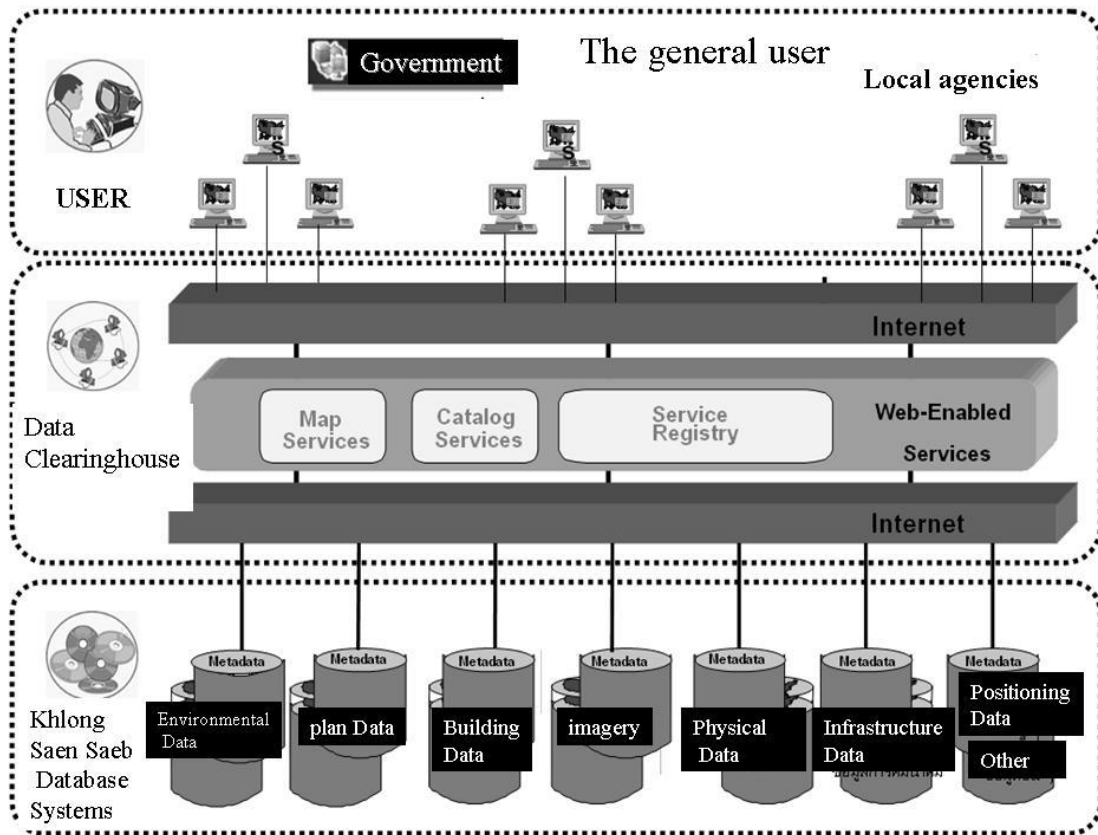 Government
The general user
Local agencies
S
S
S
USER
Internet
Data
Clearinghouse
Map
Services
Catalog
Services
Service
Registry
Web-Enabled
Services
Internet
Khlong
Saen Saeb
Database
Systems
Metadata
Metadata
Metadata
Metadata
Metadata
Metadata
Metadata
Environmental
Data
plan Data
Building
Data
imagery
Physical
Data
Infrastructure
Data
Positioning
Data
Other